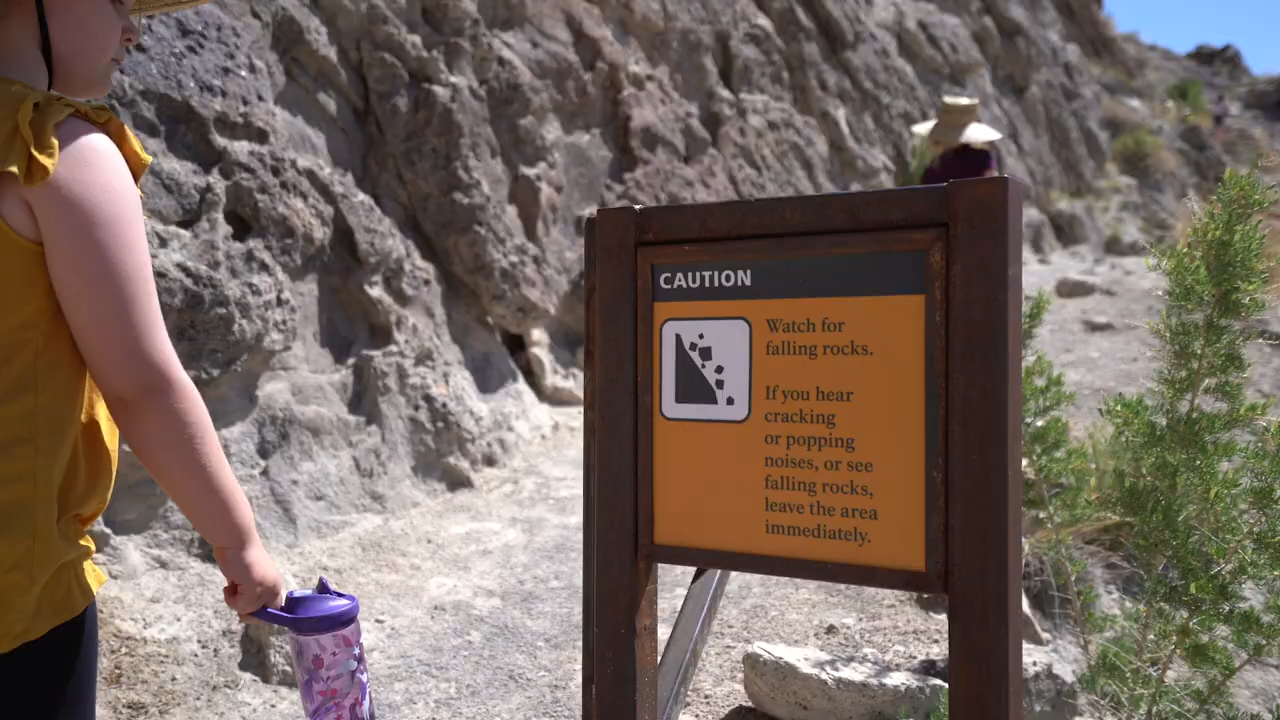 CAUTION
Watch for
falling rocks.
If you hear
cracking
or popping
noises, or see
falling rocks,
leave the area
immediately.